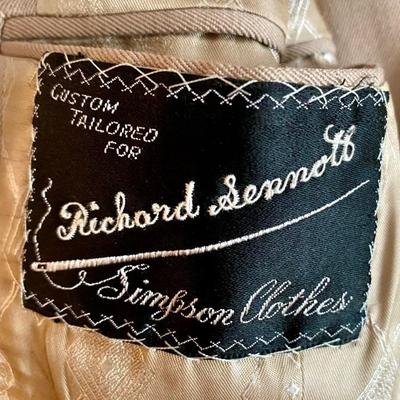 CUSTOM
TAILORED
FOR
Richard Sennott
Simpson Clothes